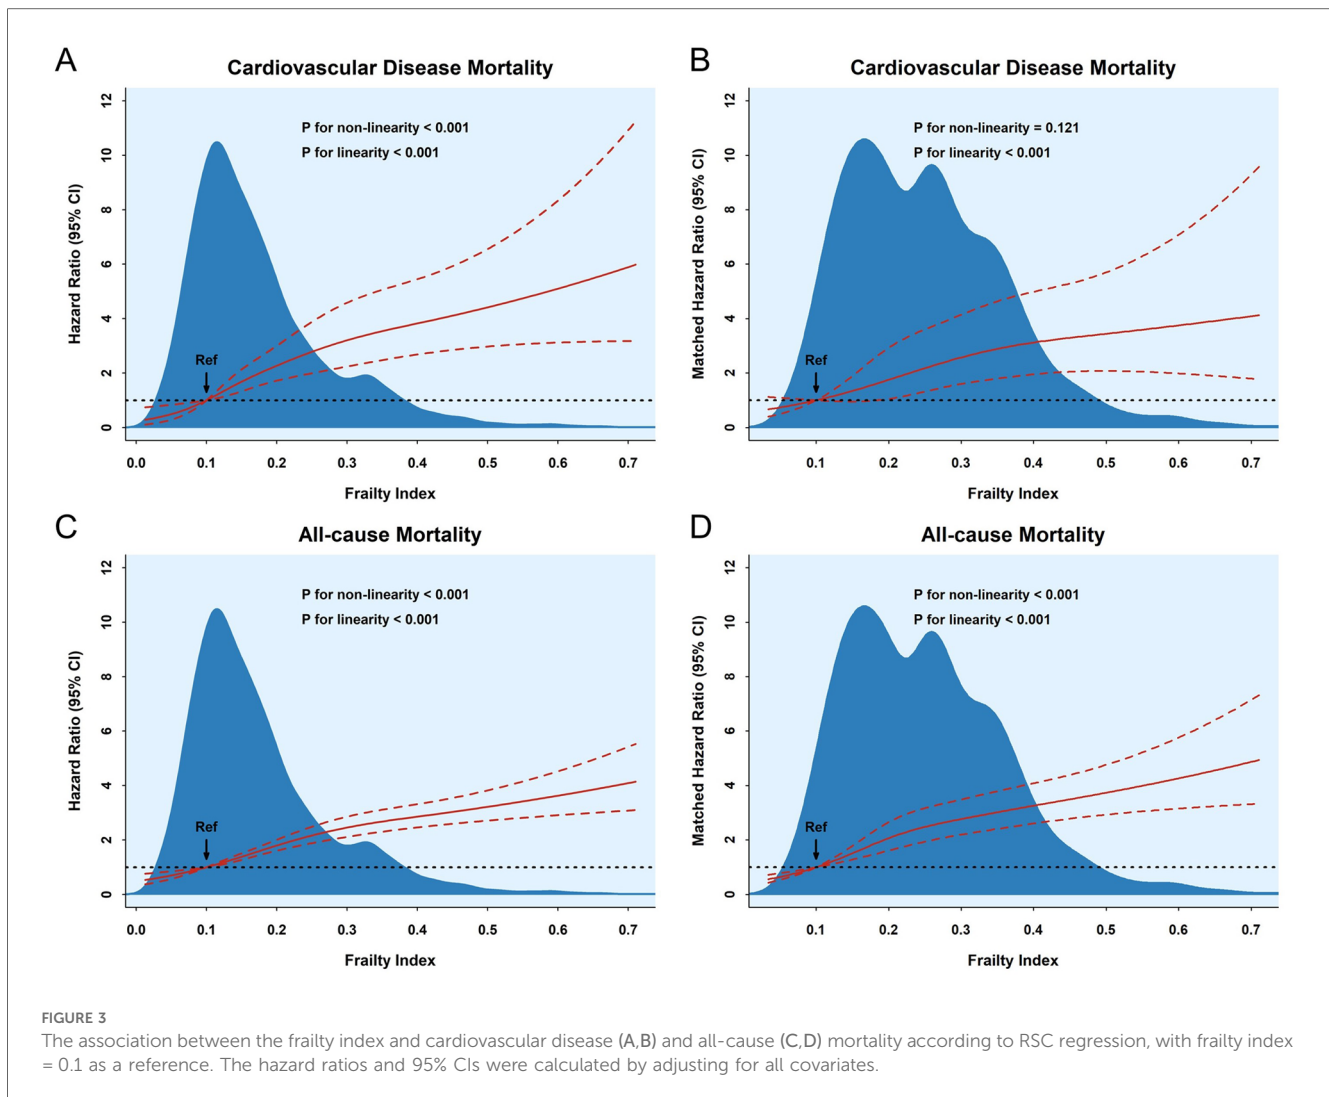 A
Cardiovascular Disease Mortality
P for non-linearity < 0.001
P for linearity < 0.001
Hazard Ratio (95% CI)
12
10
8
6
4
2
0
Ref
0.0 0.1 0.2 0.3 0.4 0.5 0.6 0.7
Frailty Index
B
Cardiovascular Disease Mortality
P for non-linearity = 0.121
P for linearity < 0.001
Matched Hazard Ratio (95% CI)
12
10
8
6
4
2
0
Ref
0.1 0.2 0.3 0.4 0.5 0.6 0.7
Frailty Index
C
All-cause Mortality
P for non-linearity < 0.001
P for linearity < 0.001
Hazard Ratio (95% CI)
12
10
8
6
4
2
0
Ref
0.0 0.1 0.2 0.3 0.4 0.5 0.6 0.7
Frailty Index
D
All-cause Mortality
P for non-linearity < 0.001
P for linearity < 0.001
Matched Hazard Ratio (95% CI)
12
10
8
6
4
2
0
Ref
0.1 0.2 0.3 0.4 0.5 0.6 0.7
Frailty Index
FIGURE 3
The association between the frailty index and cardiovascular disease (A,B) and all-cause (C,D) mortality according to RSC regression, with frailty index
= 0.1 as a reference. The hazard ratios and 95% CIs were calculated by adjusting for all covariates.